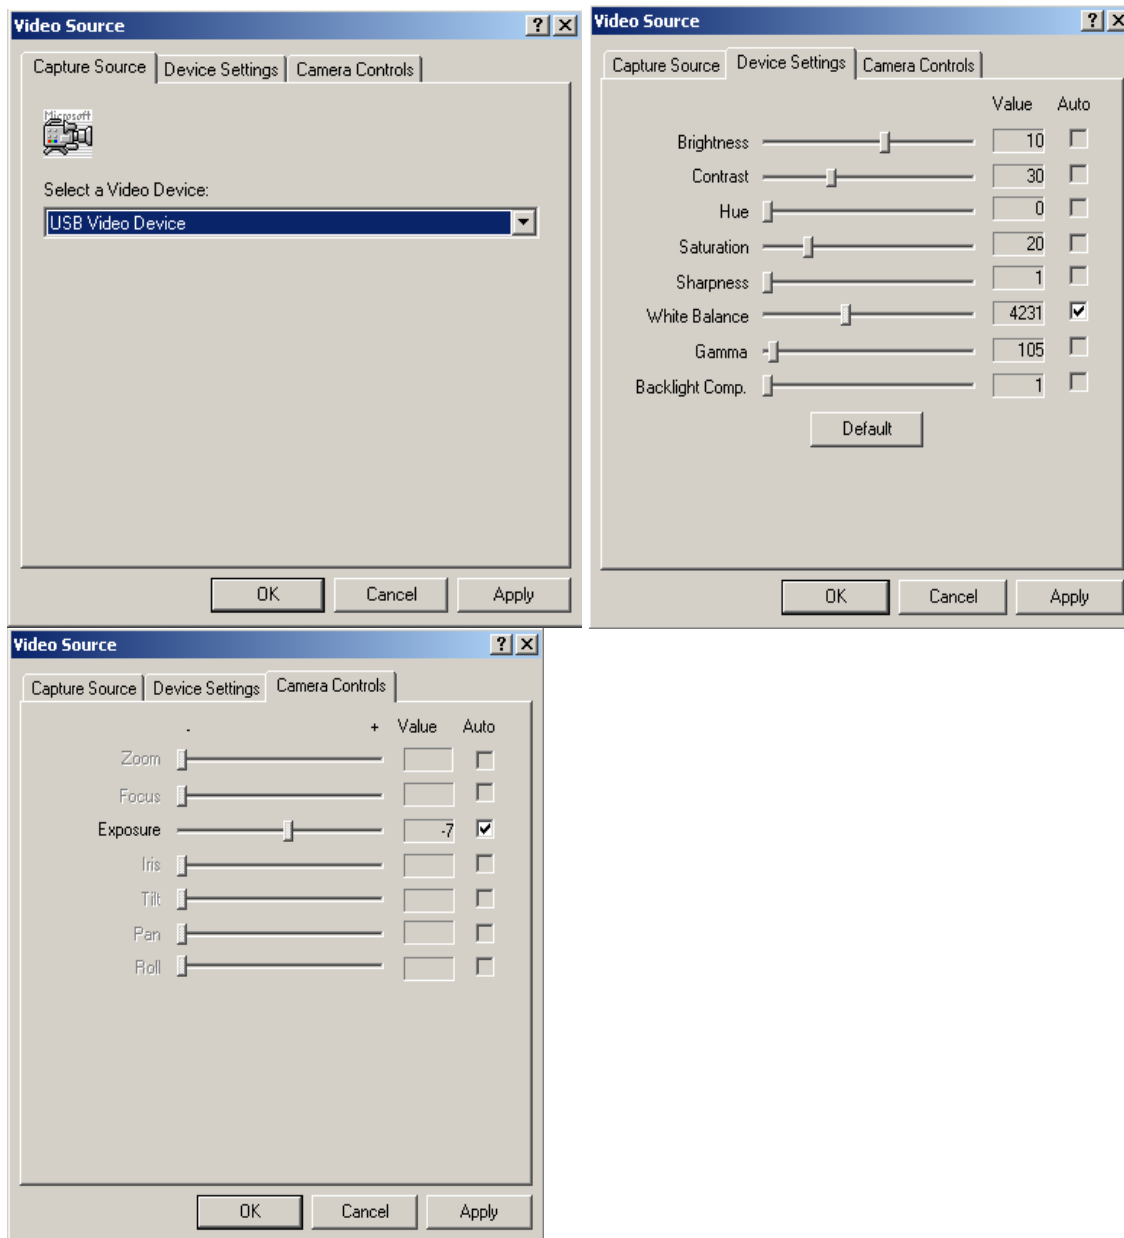 Video Source
Capture Source Device Settings Camera Controls
Microsoft
Select a Video Device:
USB Video Device
OK Cancel Apply
Video Source
Capture Source Device Settings Camera Controls
Value Auto
Brightness 10
Contrast 30
Hue 0
Saturation 20
Sharpness 1
White Balance 4231
Gamma 105
Backlight Comp. 1
Default
OK Cancel Apply
Video Source
Capture Source Device Settings Camera Controls
- + Value Auto
Zoom
Focus
Exposure -7
Iris
Tilt
Pan
Roll
OK Cancel Apply